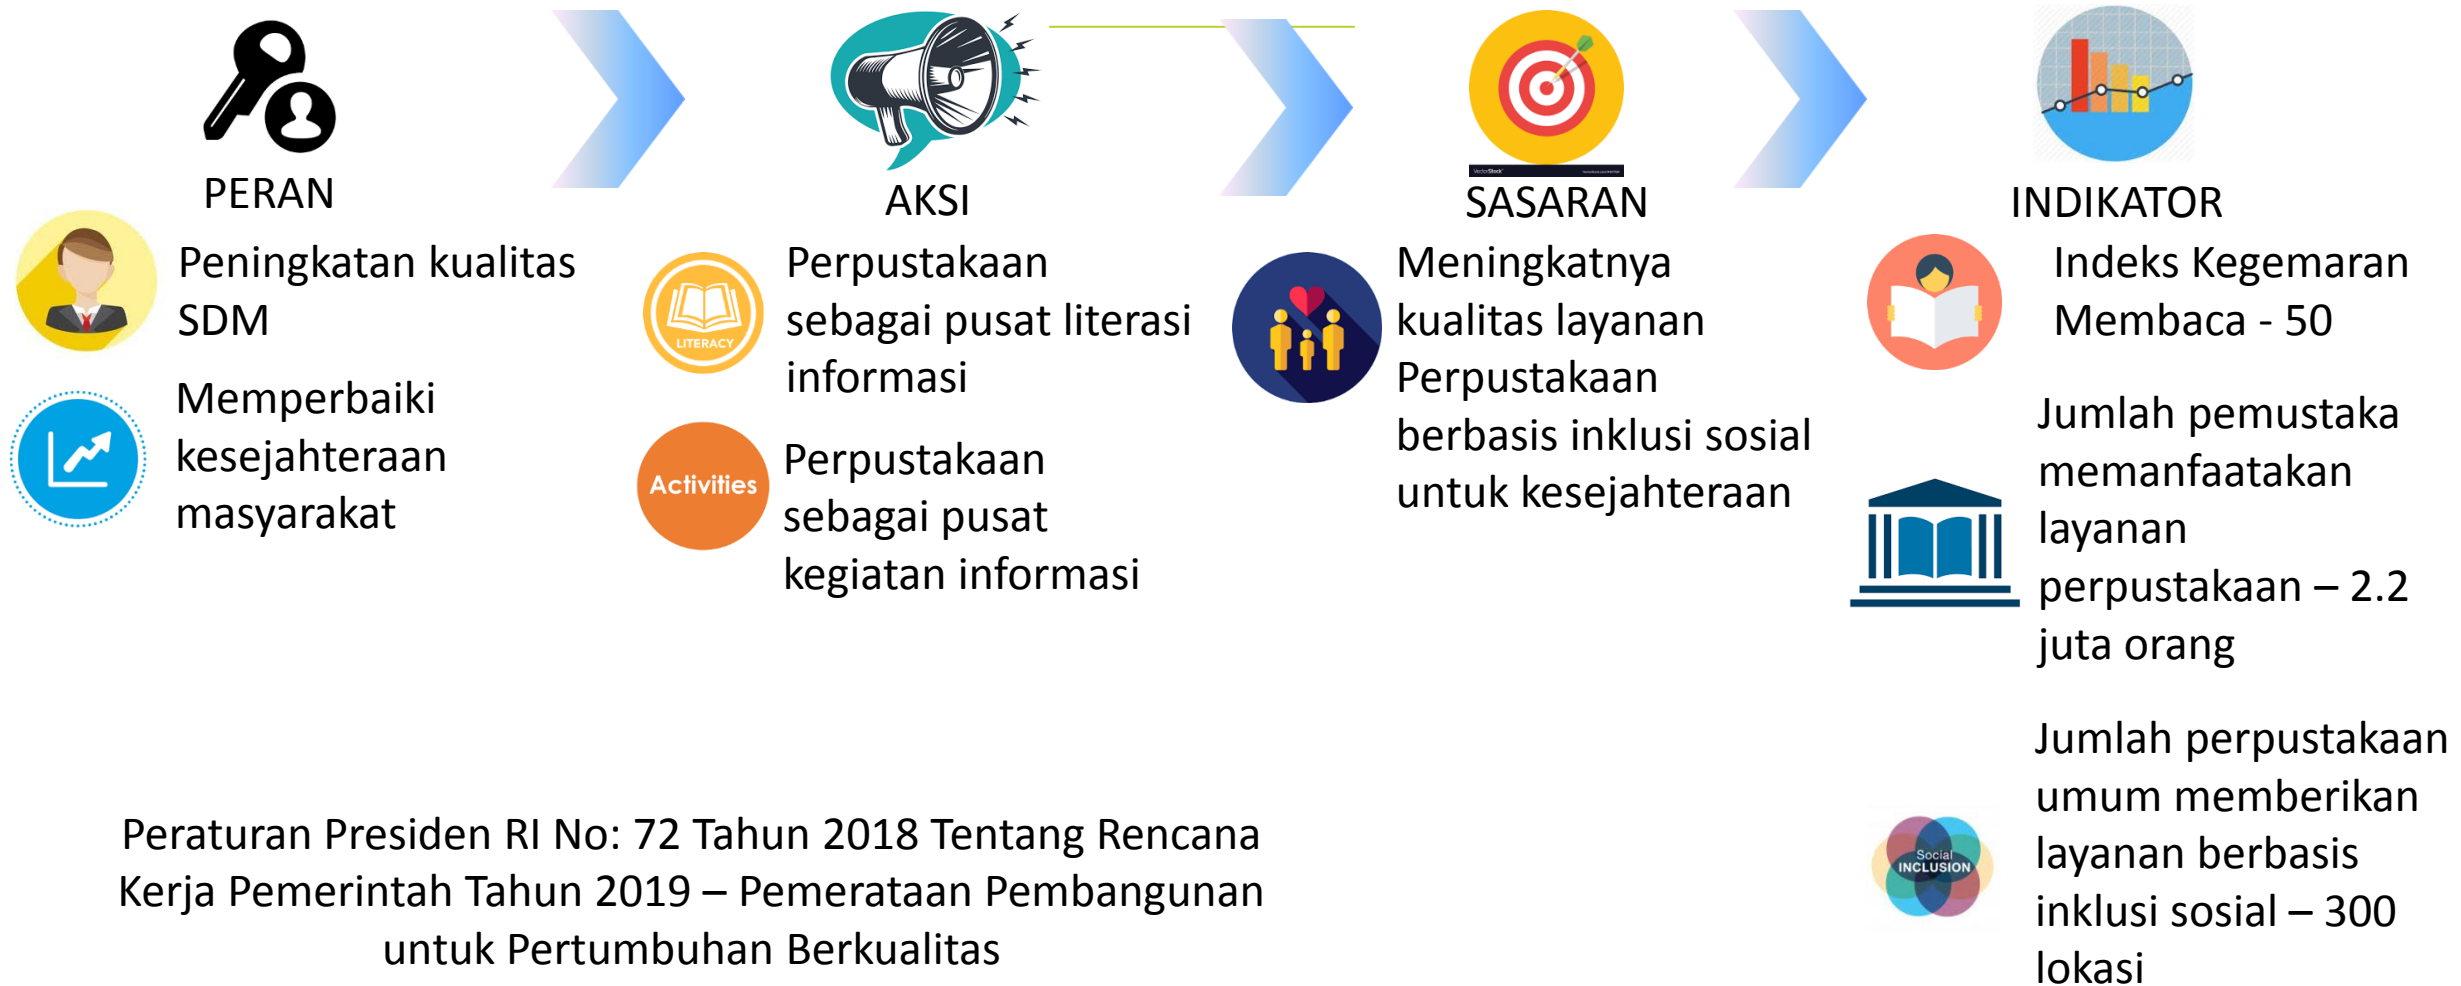 PERAN
Peningkatan kualitas
SDM
Memperbaiki
kesejahteraan
masyarakat
AKSI
LITERACY
Perpustakaan
sebagai pusat literasi
informasi
Activities
Perpustakaan
sebagai pusat
kegiatan informasi
VectorStock
SASARAN
Meningkatnya
kualitas layanan
Perpustakaan
berbasis inklusi sosial
untuk kesejahteraan
INDIKATOR
Indeks Kegemaran
Membaca - 50
Jumlah pemustaka
memanfaatakan
layanan
perpustakaan – 2.2
juta orang
Social
INCLUSION
Jumlah perpustakaan
umum memberikan
layanan berbasis
inklusi sosial – 300
lokasi
Peraturan Presiden RI No: 72 Tahun 2018 Tentang Rencana
Kerja Pemerintah Tahun 2019 – Pemerataan Pembangunan
untuk Pertumbuhan Berkualitas